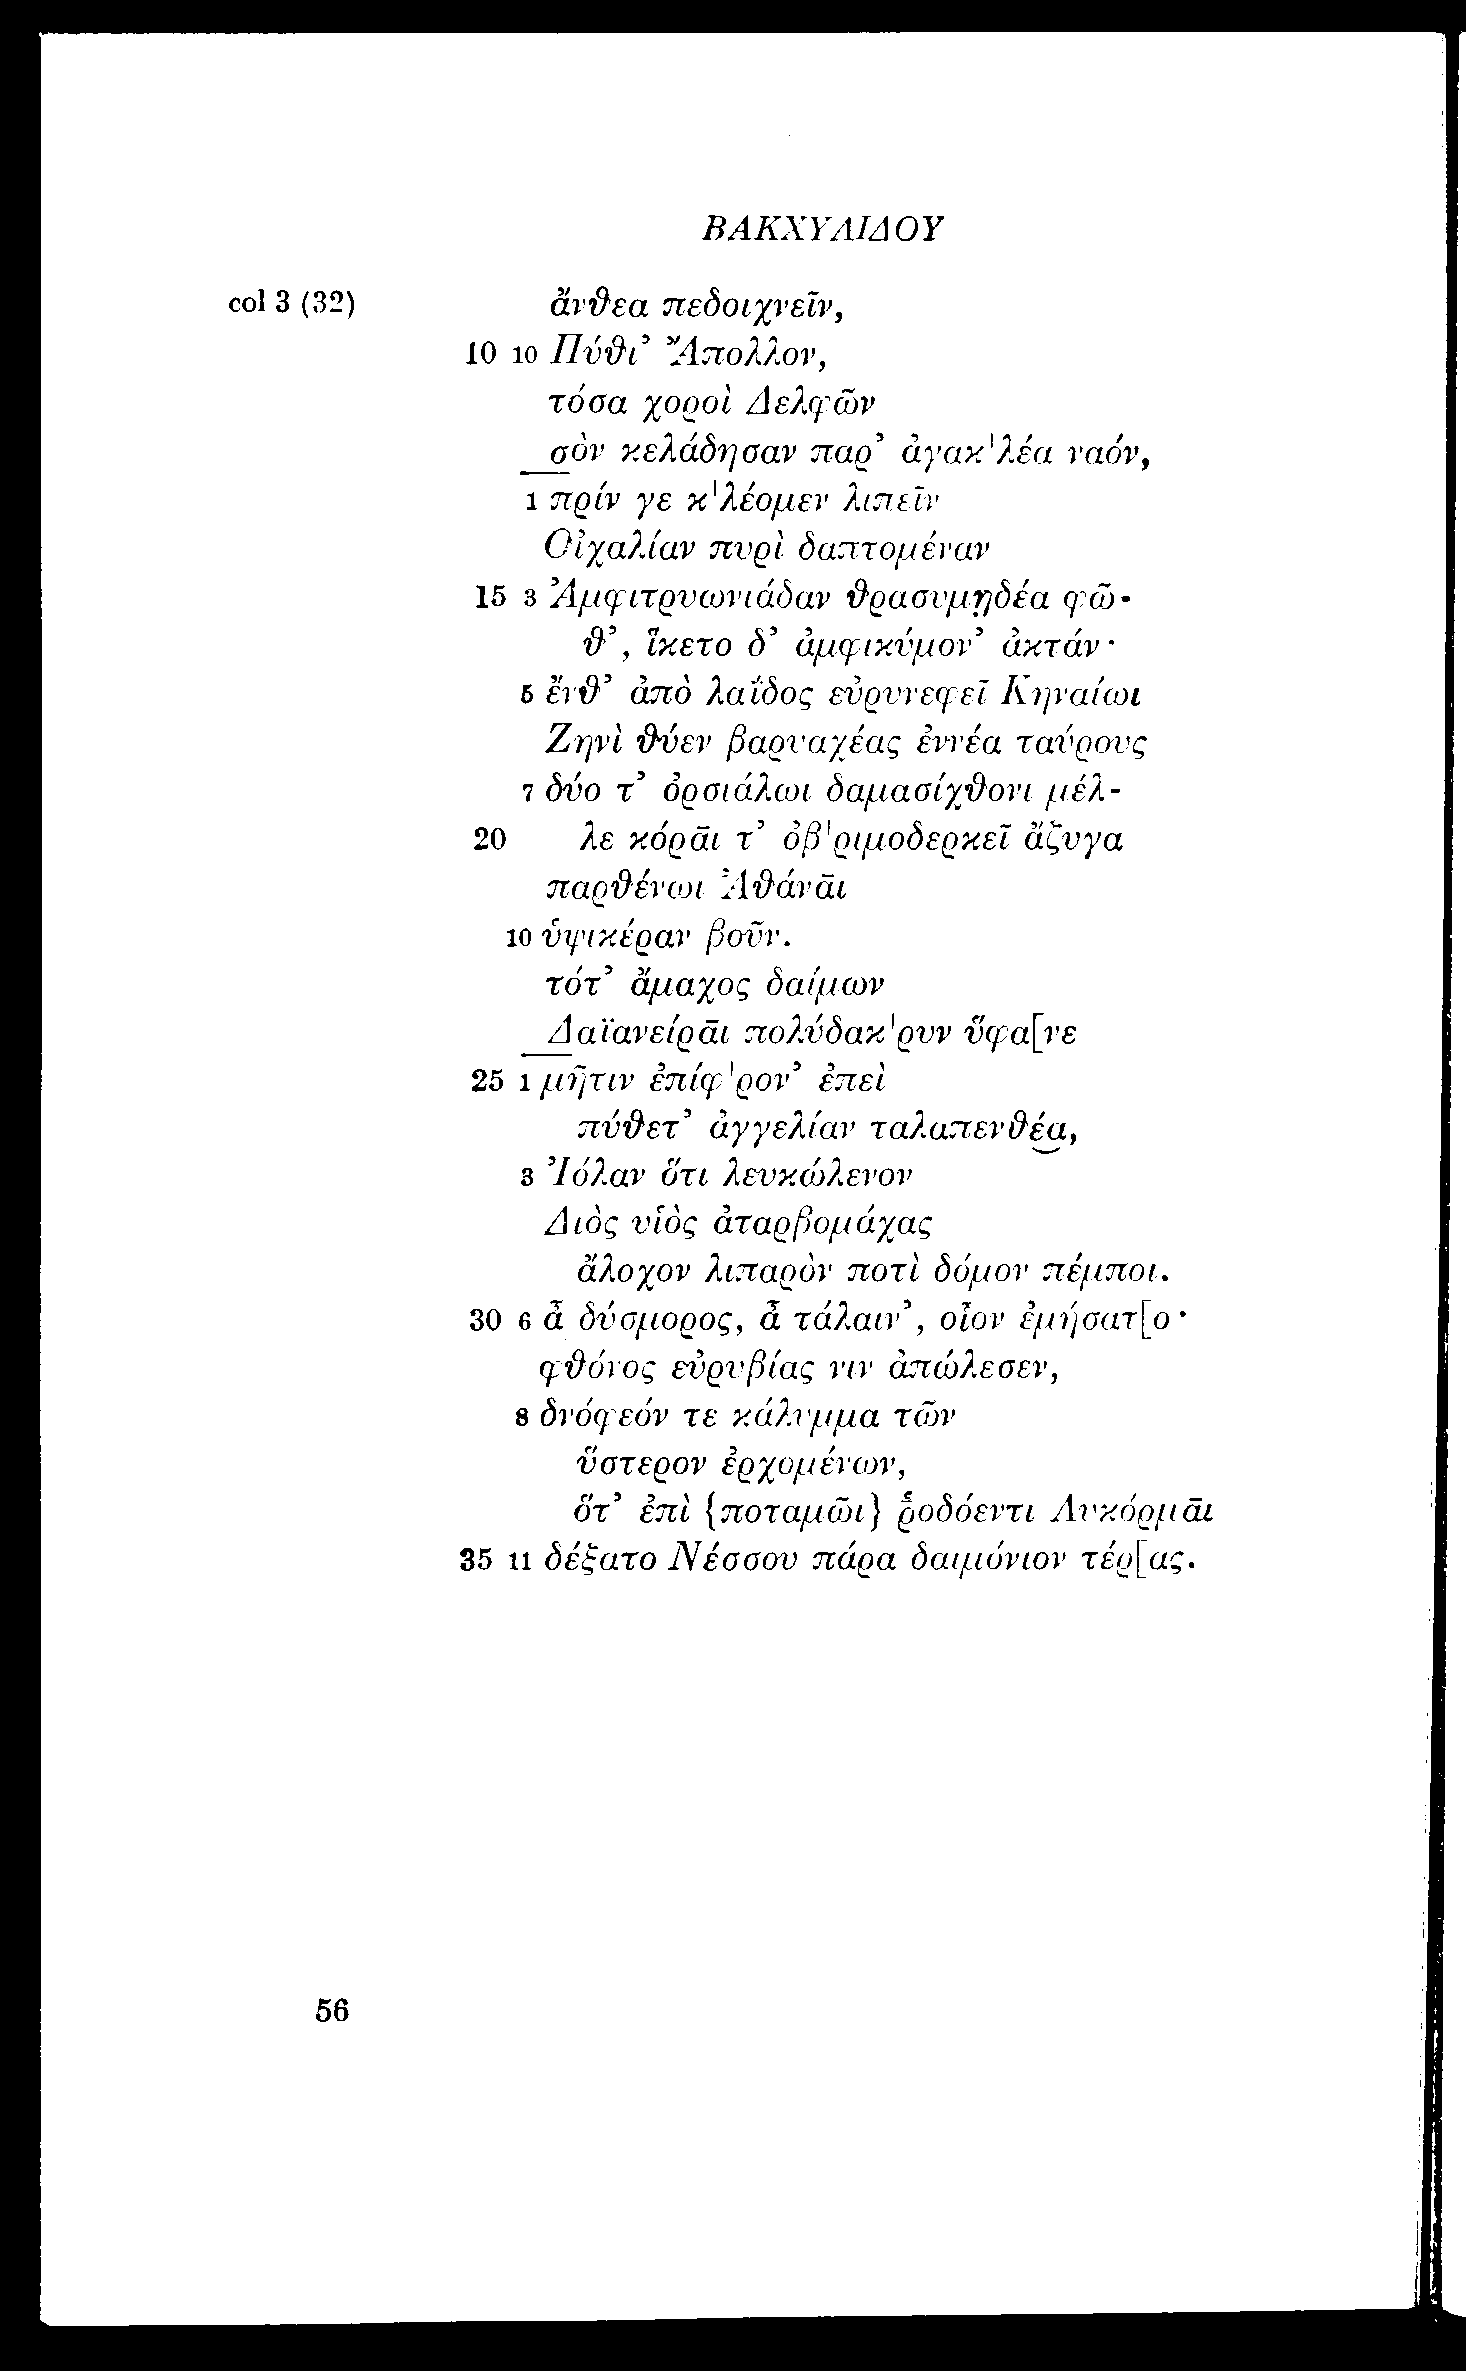 ΒΑΚΧΥΛΙΔΟΥ
col 3 (32) ἄνθεα πεδοιχνεῖν,
10 10 Πύθι’ Ἄπολλον,
τόσα χοροὶ Δελφῶν
σὸν κελάδησαν παρ’ ἀγακ'λέα ναόν,
1 πρίν γε κ'λέομεν λιπεῖν
Οἰχαλίαν πυρὶ δαπτομέναν
15 3 Ἀμφιτρυωνιάδαν θρασυμηδέα φῶ-
θ’, ἵκετο δ’ ἀμφικύμον’ ἀκτάν·
5 ἔνθ’ ἀπὸ λαΐδος εὐρυνεφεῖ Κηναίωι
Ζηνὶ θύεν βαρυαχέας ἐννέα ταύρους
7 δύο τ’ ὀρσιάλωι δαμασίχθονι μέλ-
20 λε κόρᾱι τ’ ὀβ'ριμοδερκεῖ ἄζυγα
παρθένωι Ἀθάνᾱι
10 ὑψικέραν βοῦν.
τότ’ ἄμαχος δαίμων
Δαϊανείρᾱι πολύδακ'ρυν ὕφα[νε
25 1 μῆτιν ἐπίφ'ρον’ ἐπεὶ
πύθετ’ ἀγγελίαν ταλαπενθέα,
3 Ἰόλαν ὅτι λευκώλενον
Διὸς υἱὸς ἀταρβομάχας
ἄλοχον λιπαρὸν ποτὶ δόμον πέμποι.
30 6 ἆ δύσμορος, ἆ τάλαιν’, οἷον ἐμήσατ[ο·
φθόνος εὐρυβίας νιν ἀπώλεσεν,
8 δνόφεόν τε κάλυμμα τῶν
ὕστερον ἐρχομένων,
ὅτ’ ἐπὶ {ποταμῶι} ῥοδόεντι Λυκόρμᾱι
35 11 δέξατο Νέσσου πάρα δαιμόνιον τέρ[ας.
56